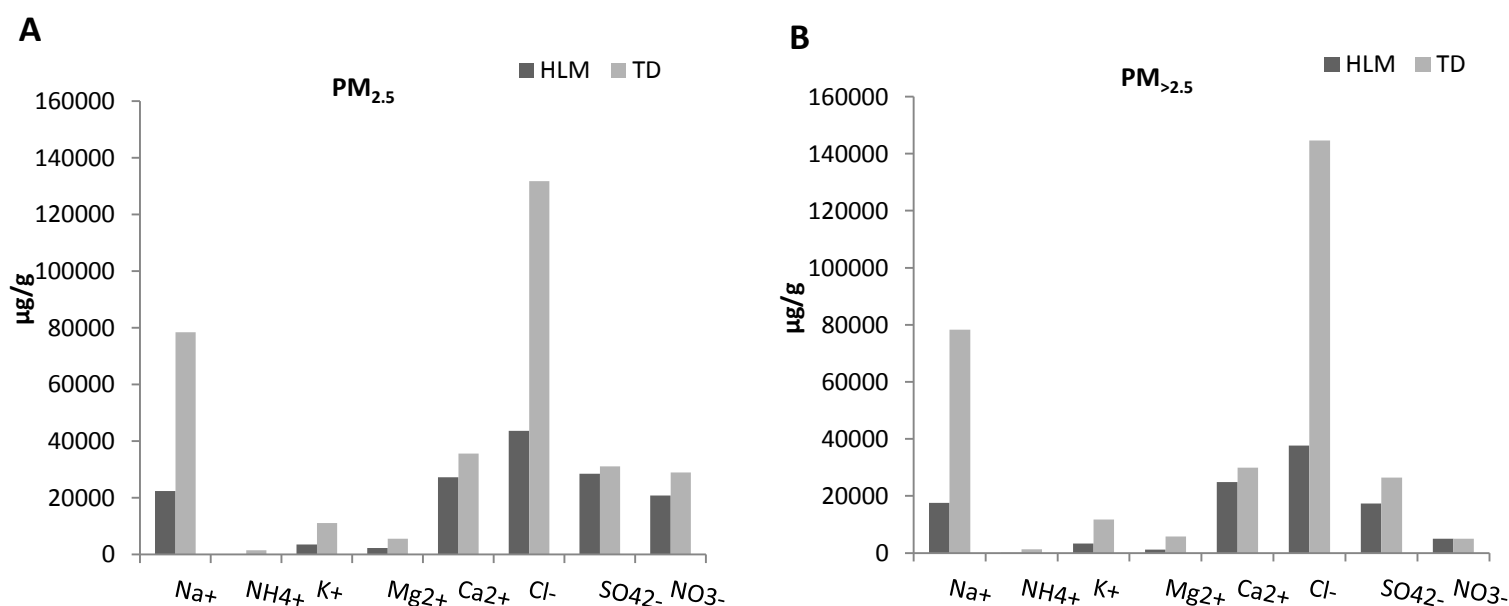 A
HLM TD
PM2.5
160000
140000
120000
100000
80000
60000
40000
20000
0
µg/g
Na+ NH4+ K+ Mg2+ Ca2+ Cl- SO42- NO3-
B
HLM TD
PM>2.5
160000
140000
120000
100000
80000
60000
40000
20000
0
µg/g
Na+ NH4+ K+ Mg2+ Ca2+ Cl- SO42- NO3-